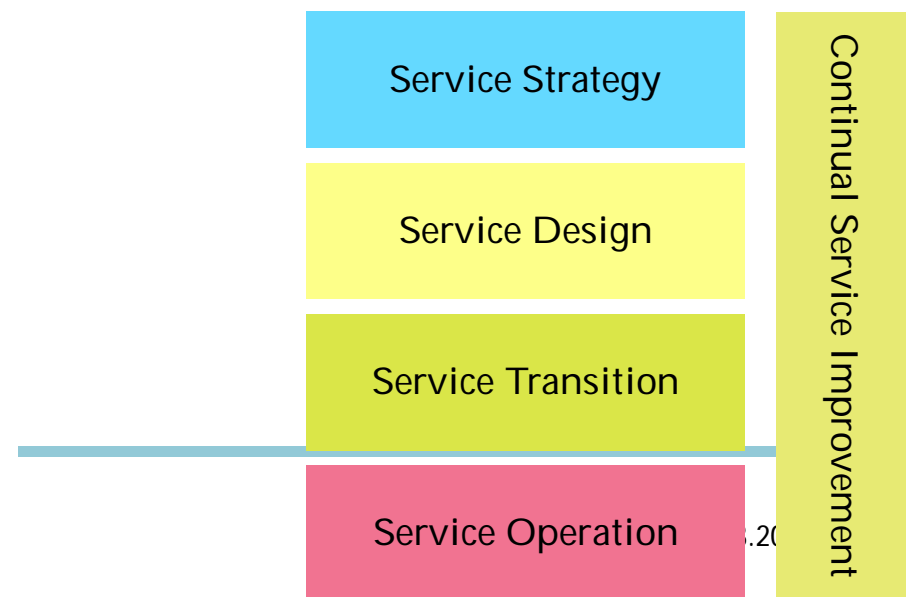 Service Strategy
Service Design
Service Transition
Service Operation
Continual Service Improvement